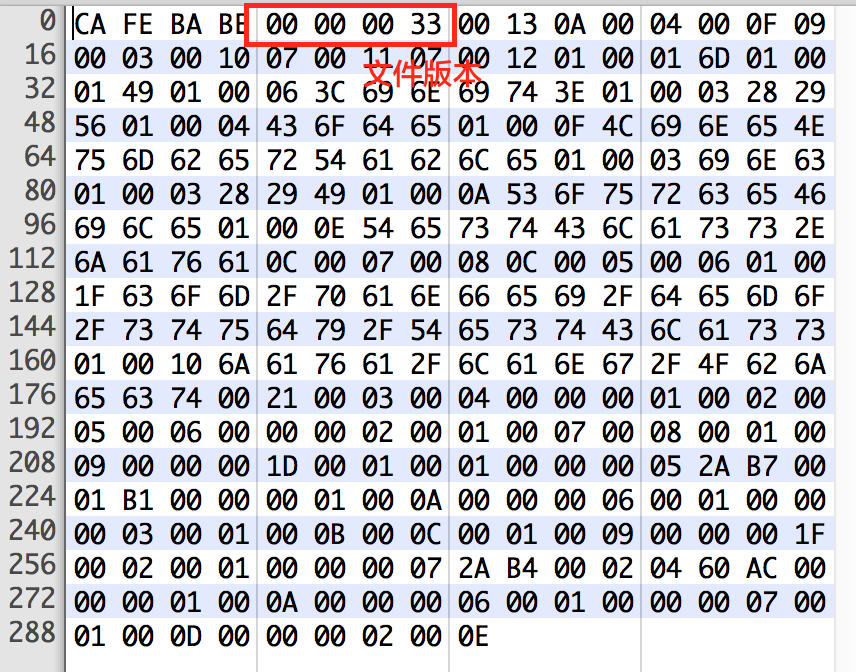 0 CA FE BA BE 00 00 00 33 00 13 0A 00 04 00 0F 09
16 00 03 00 10 07 00 11 07 00 12 01 00 01 6D 01 00
文件版本
32 01 49 01 00 06 3C 69 6E 69 74 3E 01 00 03 28 29
48 56 01 00 04 43 6F 64 65 01 00 0F 4C 69 6E 65 4E
64 75 6D 62 65 72 54 61 62 6C 65 01 00 03 69 6E 63
80 01 00 03 28 29 49 01 00 0A 53 6F 75 72 63 65 46
96 69 6C 65 01 00 0E 54 65 73 74 43 6C 61 73 73 2E
112 6A 61 76 61 0C 00 07 00 08 0C 00 05 00 06 01 00
128 1F 63 6F 6D 2F 70 61 6E 66 65 69 2F 64 65 6D 6F
144 2F 73 74 75 64 79 2F 54 65 73 74 43 6C 61 73 73
160 01 00 10 6A 61 76 61 2F 6C 61 6E 67 2F 4F 62 6A
176 65 63 74 00 21 00 03 00 04 00 00 00 01 00 02 00
192 05 00 06 00 00 00 02 00 01 00 07 00 08 00 01 00
208 09 00 00 00 1D 00 01 00 01 00 00 00 05 2A B7 00
224 01 B1 00 00 00 01 00 0A 00 00 00 06 00 01 00 00
240 00 03 00 01 00 0B 00 0C 00 01 00 09 00 00 00 1F
256 00 02 00 01 00 00 00 07 2A B4 00 02 04 60 AC 00
272 00 00 01 00 0A 00 00 00 06 00 01 00 00 00 07 00
288 01 00 0D 00 00 00 02 00 0E